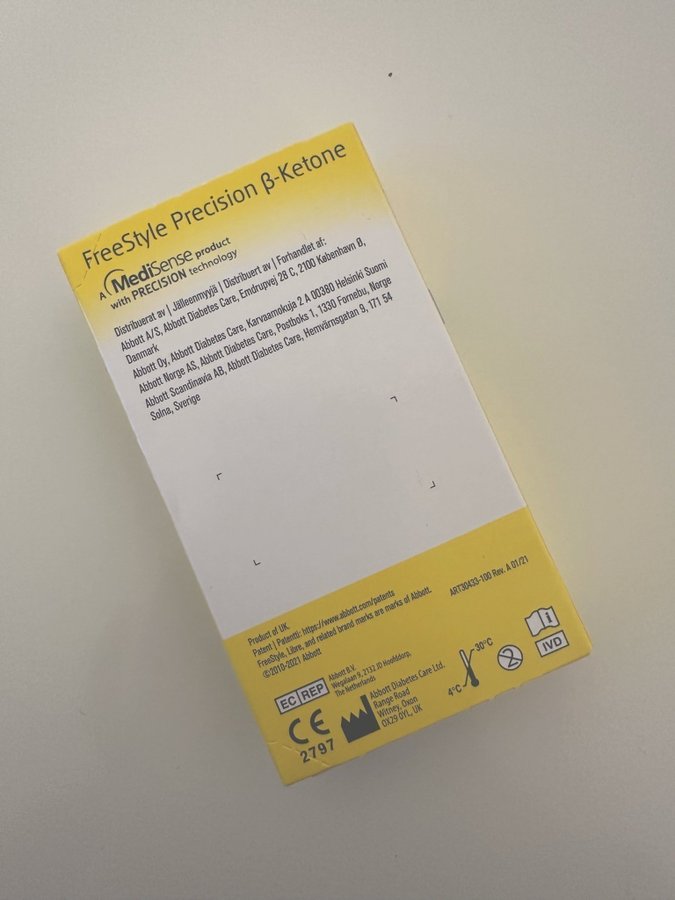 FreeStyle Precision β-Ketone
A MediSense product
with PRECISION technology
Distribuerat av | Jälleenmyyjä | Distribuert av | Forhandlet af:
Abbott A/S, Abbott Diabetes Care, Emdrupvej 28 C, 2100 København Ø,
Danmark
Abbott Oy, Abbott Diabetes Care, Karvaamokuja 2 A 00380 Helsinki Suomi
Abbott Norge AS, Abbott Diabetes Care, Postboks 1, 1330 Fornebu, Norge
Abbott Scandinavia AB, Abbott Diabetes Care, Hemvärnsgatan 9, 171 54
Solna, Sverige
Product of UK.
Patent | Patentti: https://www.abbott.com/patents
FreeStyle, Libre, and related brand marks are marks of Abbott.
©2010-2021 Abbott
ART30433-100 Rev. A 01/21
EC REP
Abbott B.V.
Wegalaan 9, 2132 JD Hoofddorp,
The Netherlands
CE
2797
Abbott Diabetes Care Ltd.
Range Road
Witney, Oxon
OX29 0YL, UK
4°C
30°C
2
i
IVD